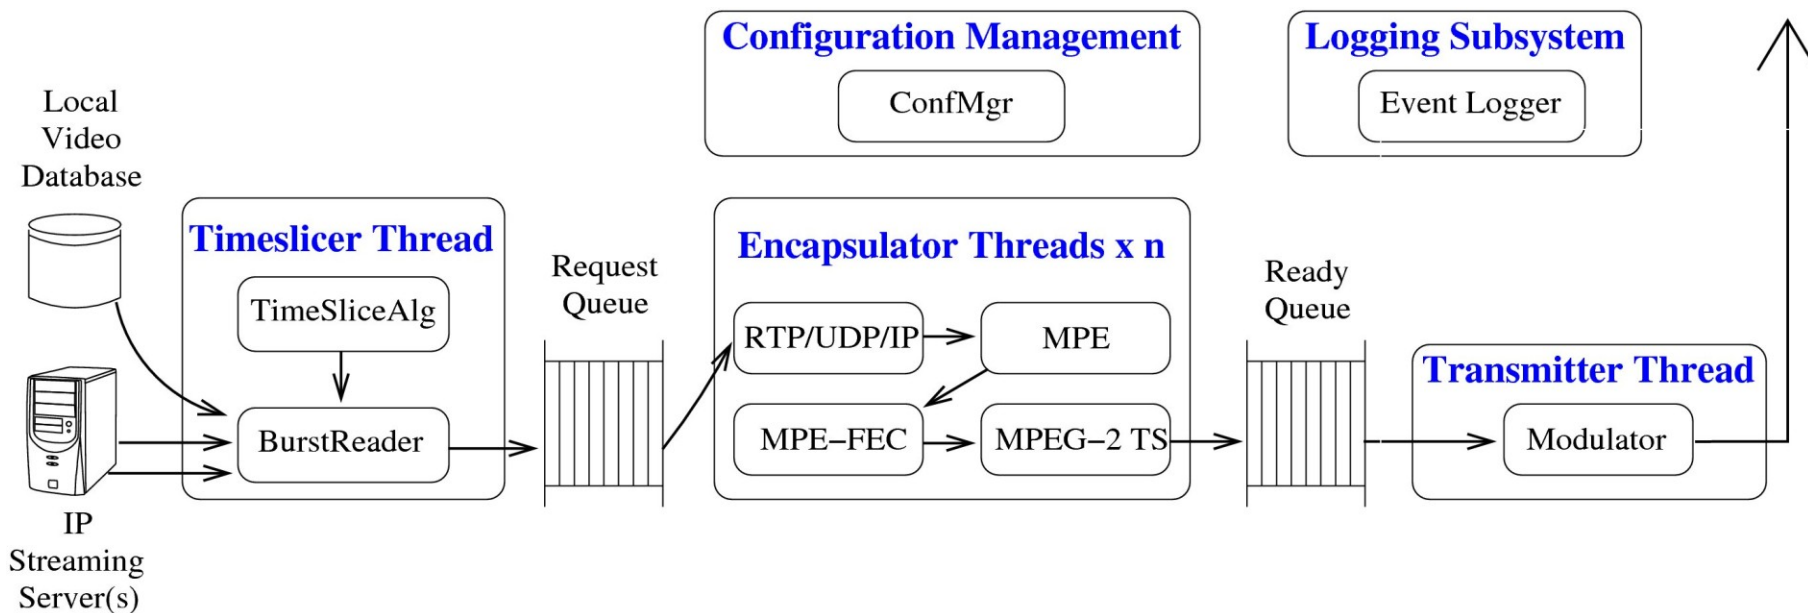 Configuration Management
ConfMgr
Logging Subsystem
Event Logger
Local
Video
Database
IP
Streaming
Server(s)
Timeslicer Thread
TimeSliceAlg
BurstReader
Request
Queue
Encapsulator Threads x n
RTP/UDP/IP
MPE
MPE−FEC
MPEG−2 TS
Ready
Queue
Transmitter Thread
Modulator